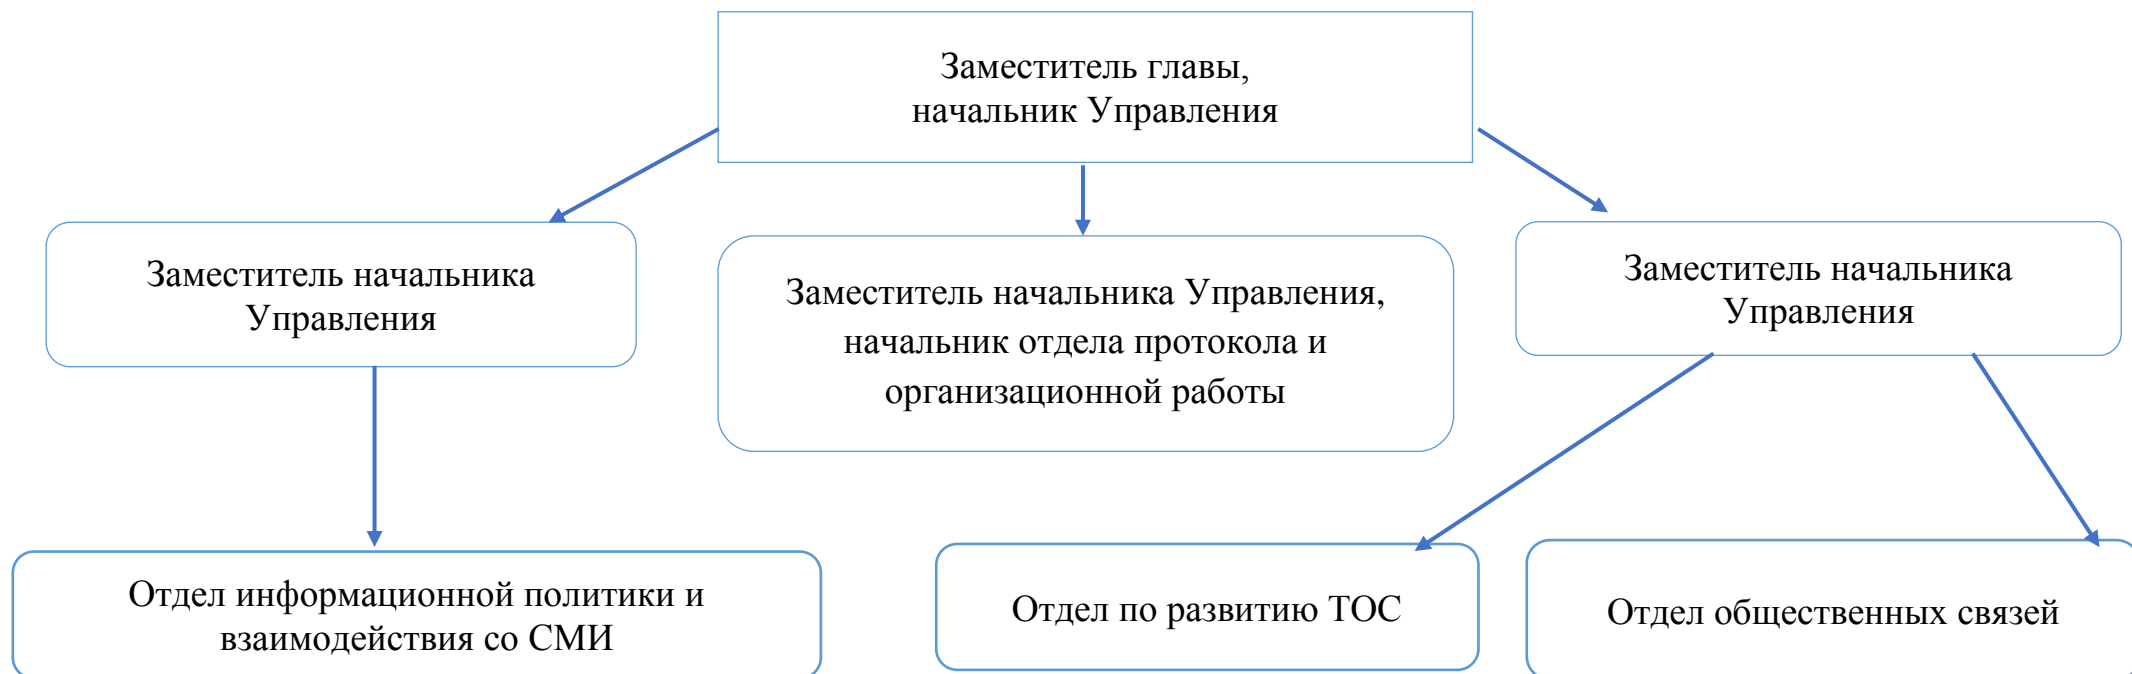 Заместитель главы,
начальник Управления
Заместитель начальника
Управления
Заместитель начальника Управления,
начальник отдела протокола и
организационной работы
Заместитель начальника
Управления
Отдел информационной политики и
взаимодействия со СМИ
Отдел по развитию ТОС
Отдел общественных связей